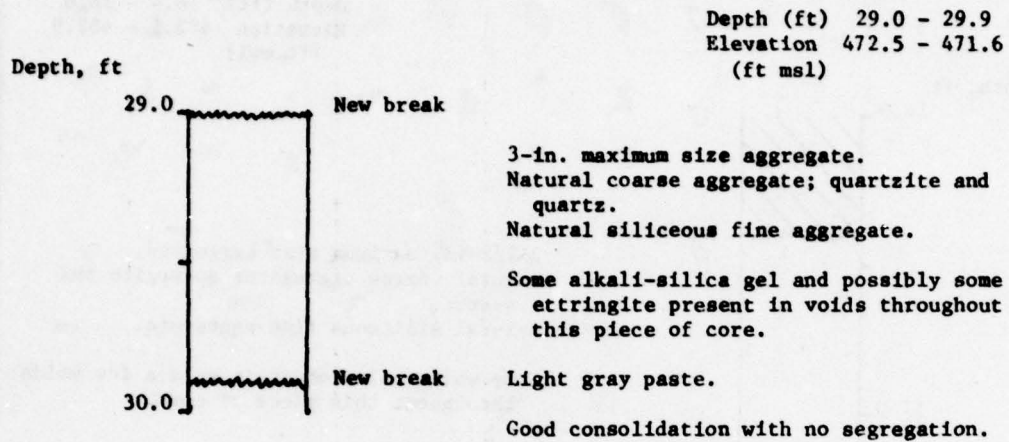 Depth (ft) 29.0 - 29.9
Elevation 472.5 - 471.6
(ft msl)
Depth, ft
29.0
New break
3-in. maximum size aggregate.
Natural coarse aggregate; quartzite and
quartz.
Natural siliceous fine aggregate.
Some alkali-silica gel and possibly some
ettringite present in voids throughout
this piece of core.
New break
Light gray paste.
30.0
Good consolidation with no segregation.